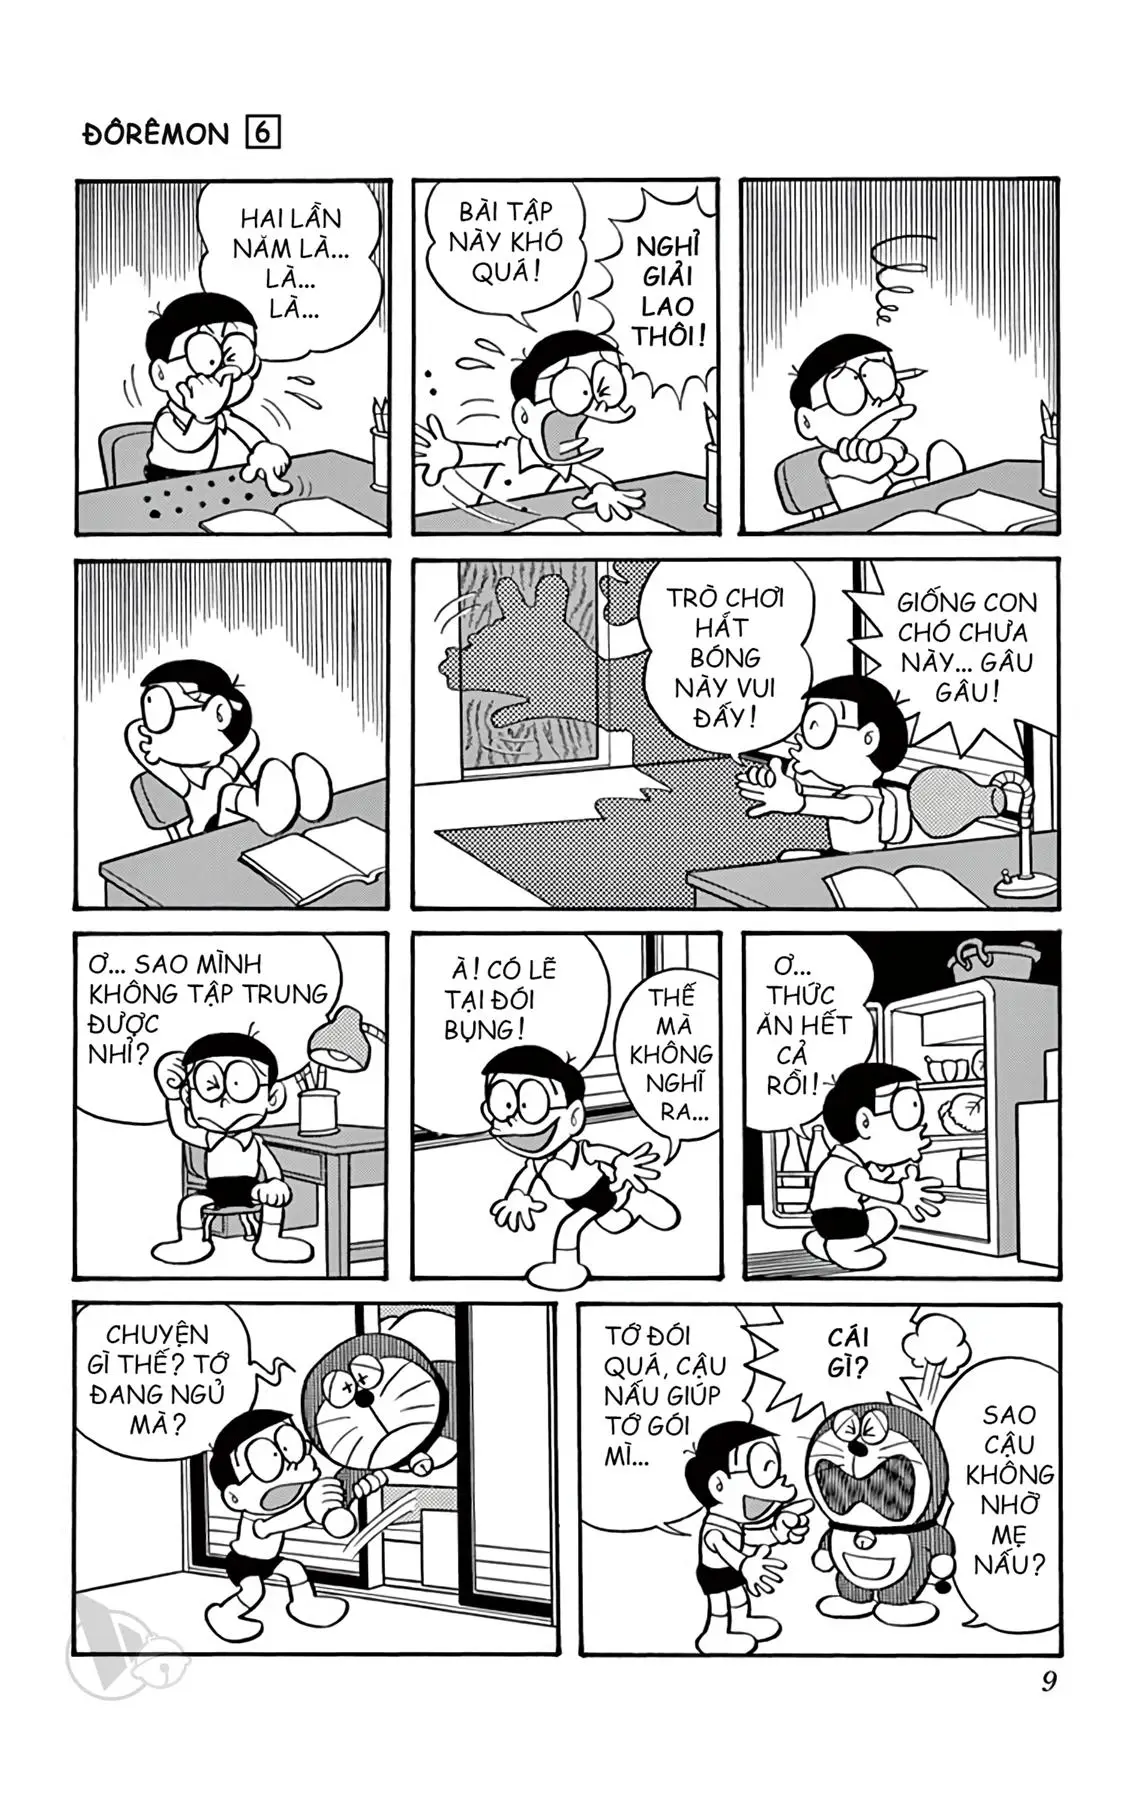 ĐÔRÊMON 6
HAI LẦN
NĂM LÀ...
LÀ...
LÀ...
BÀI TẬP
NÀY KHÓ
QUÁ!
NGHỈ
GIẢI
LAO
THÔI!
TRÒ CHƠI
HẮT
BÓNG
NÀY VUI
ĐẤY!
GIỐNG CON
CHÓ CHƯA
NÀY... GÂU
GÂU!
Ơ... SAO MÌNH
KHÔNG TẬP TRUNG
ĐƯỢC
NHỈ?
À! CÓ LẼ
TẠI ĐÓI
BỤNG!
THẾ
MÀ
KHÔNG
NGHĨ
RA...
Ơ...
THỨC
ĂN HẾT
CẢ
RỒI!
CHUYỆN
GÌ THẾ? TỚ
ĐANG NGỦ
MÀ?
TỚ ĐÓI
QUÁ, CẬU
NẤU GIÚP
TỚ GÓI
MÌ...
CÁI
GÌ?
SAO
CẬU
KHÔNG
NHỜ
MẸ
NẤU?
9